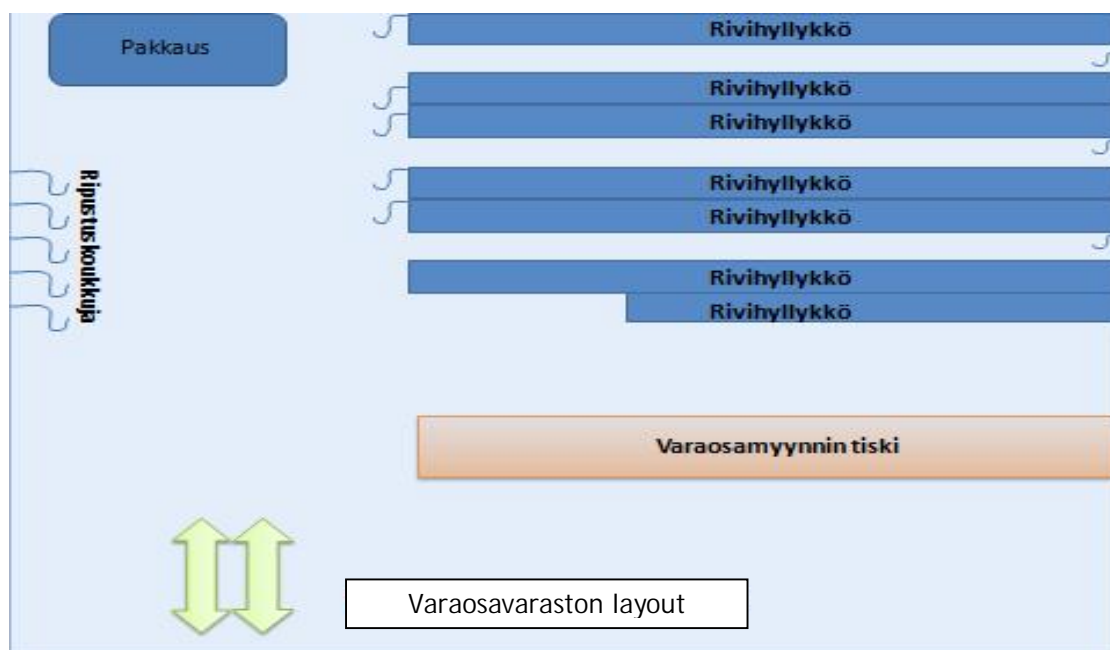 Pakkaus
Rivihyllykkö
Rivihyllykkö
Rivihyllykkö
Rivihyllykkö
Rivihyllykkö
Rivihyllykkö
Rivihyllykkö
Ripustuskoukkuja
Varaosamyynnin tiski
Varaosavaraston layout